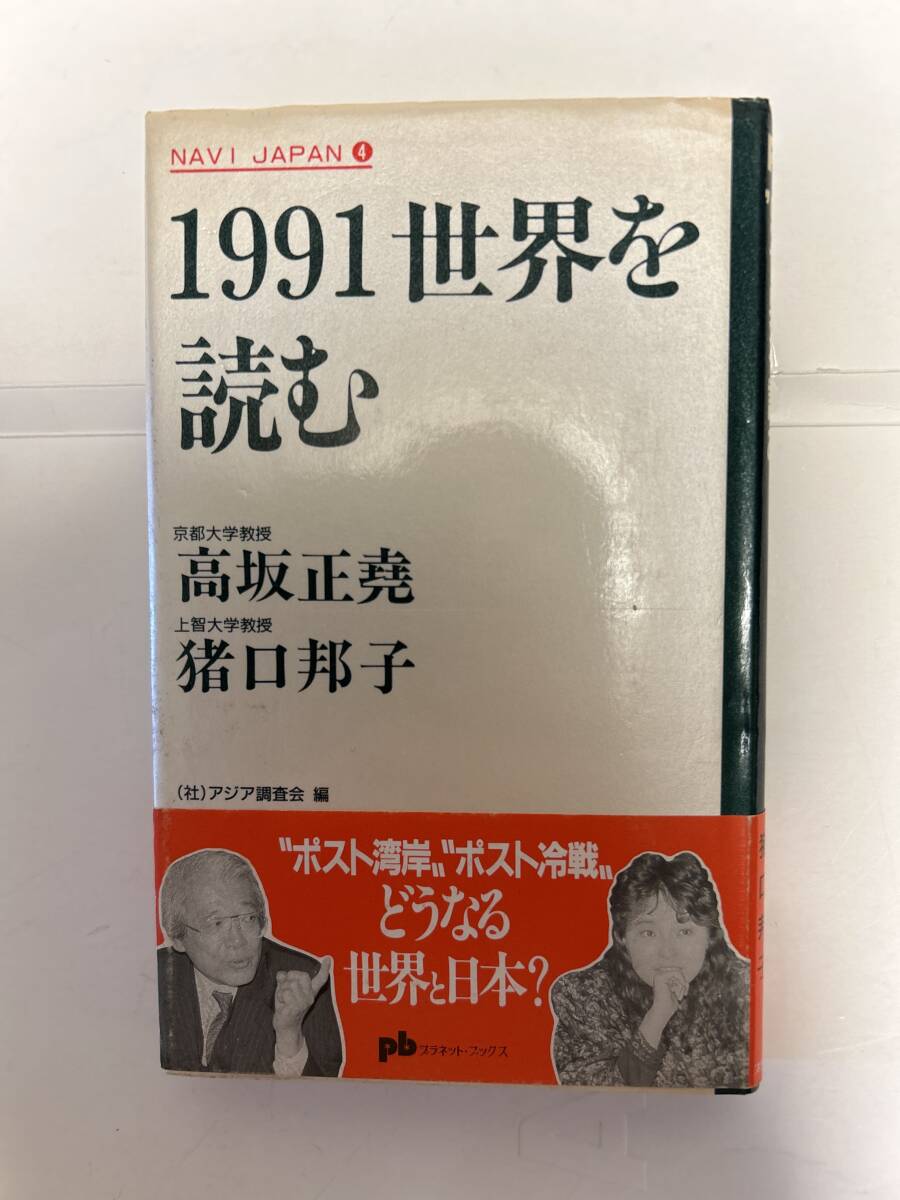 NAVI JAPAN 4
1991世界を
読む
京都大学教授
高坂正堯
上智大学教授
猪口邦子
(社)アジア調査会 編
〝ポスト湾岸〟〝ポスト冷戦〟
どうなる
世界と日本?
pb プラネット・ブックス